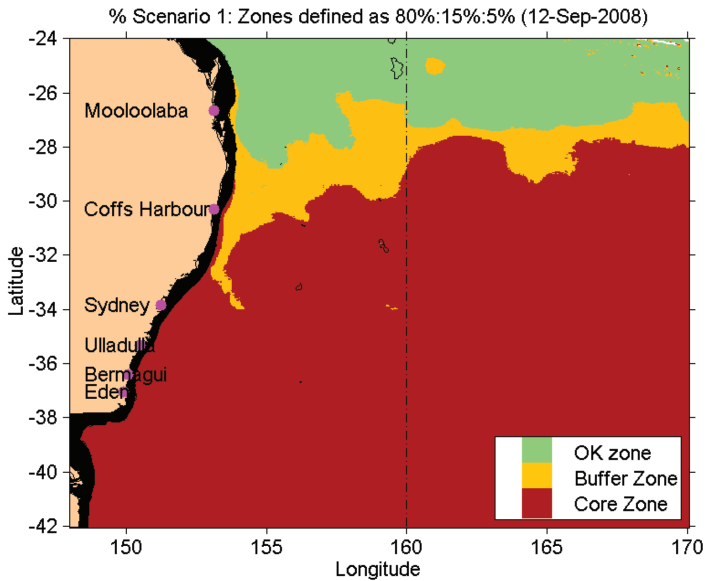 % Scenario 1: Zones defined as 80%:15%:5% (12-Sep-2008)
-24
-26
-28
-30
-32
-34
-36
-38
-40
-42
Latitude
Mooloolaba
Coffs Harbour
Sydney
Ulladulla
Bermagui
Eden
OK zone
Buffer Zone
Core Zone
150
155
160
165
170
Longitude